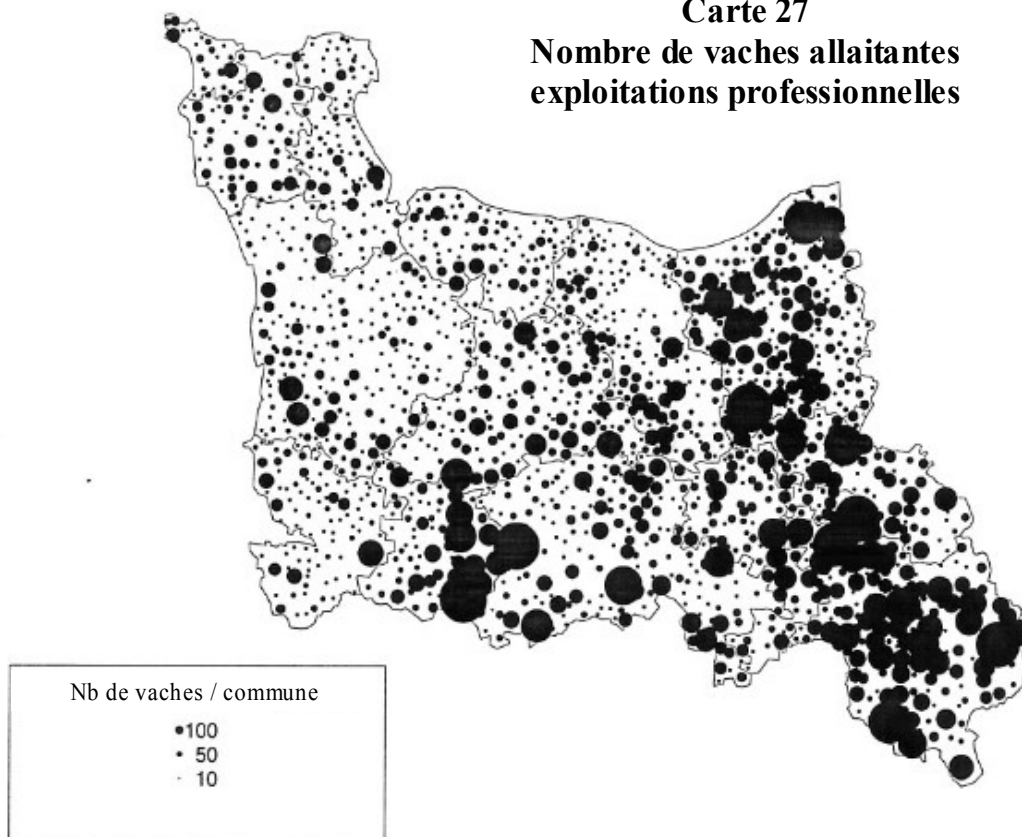 Carte 27
Nombre de vaches allaitantes
exploitations professionnelles
Nb de vaches / commune
100
50
10